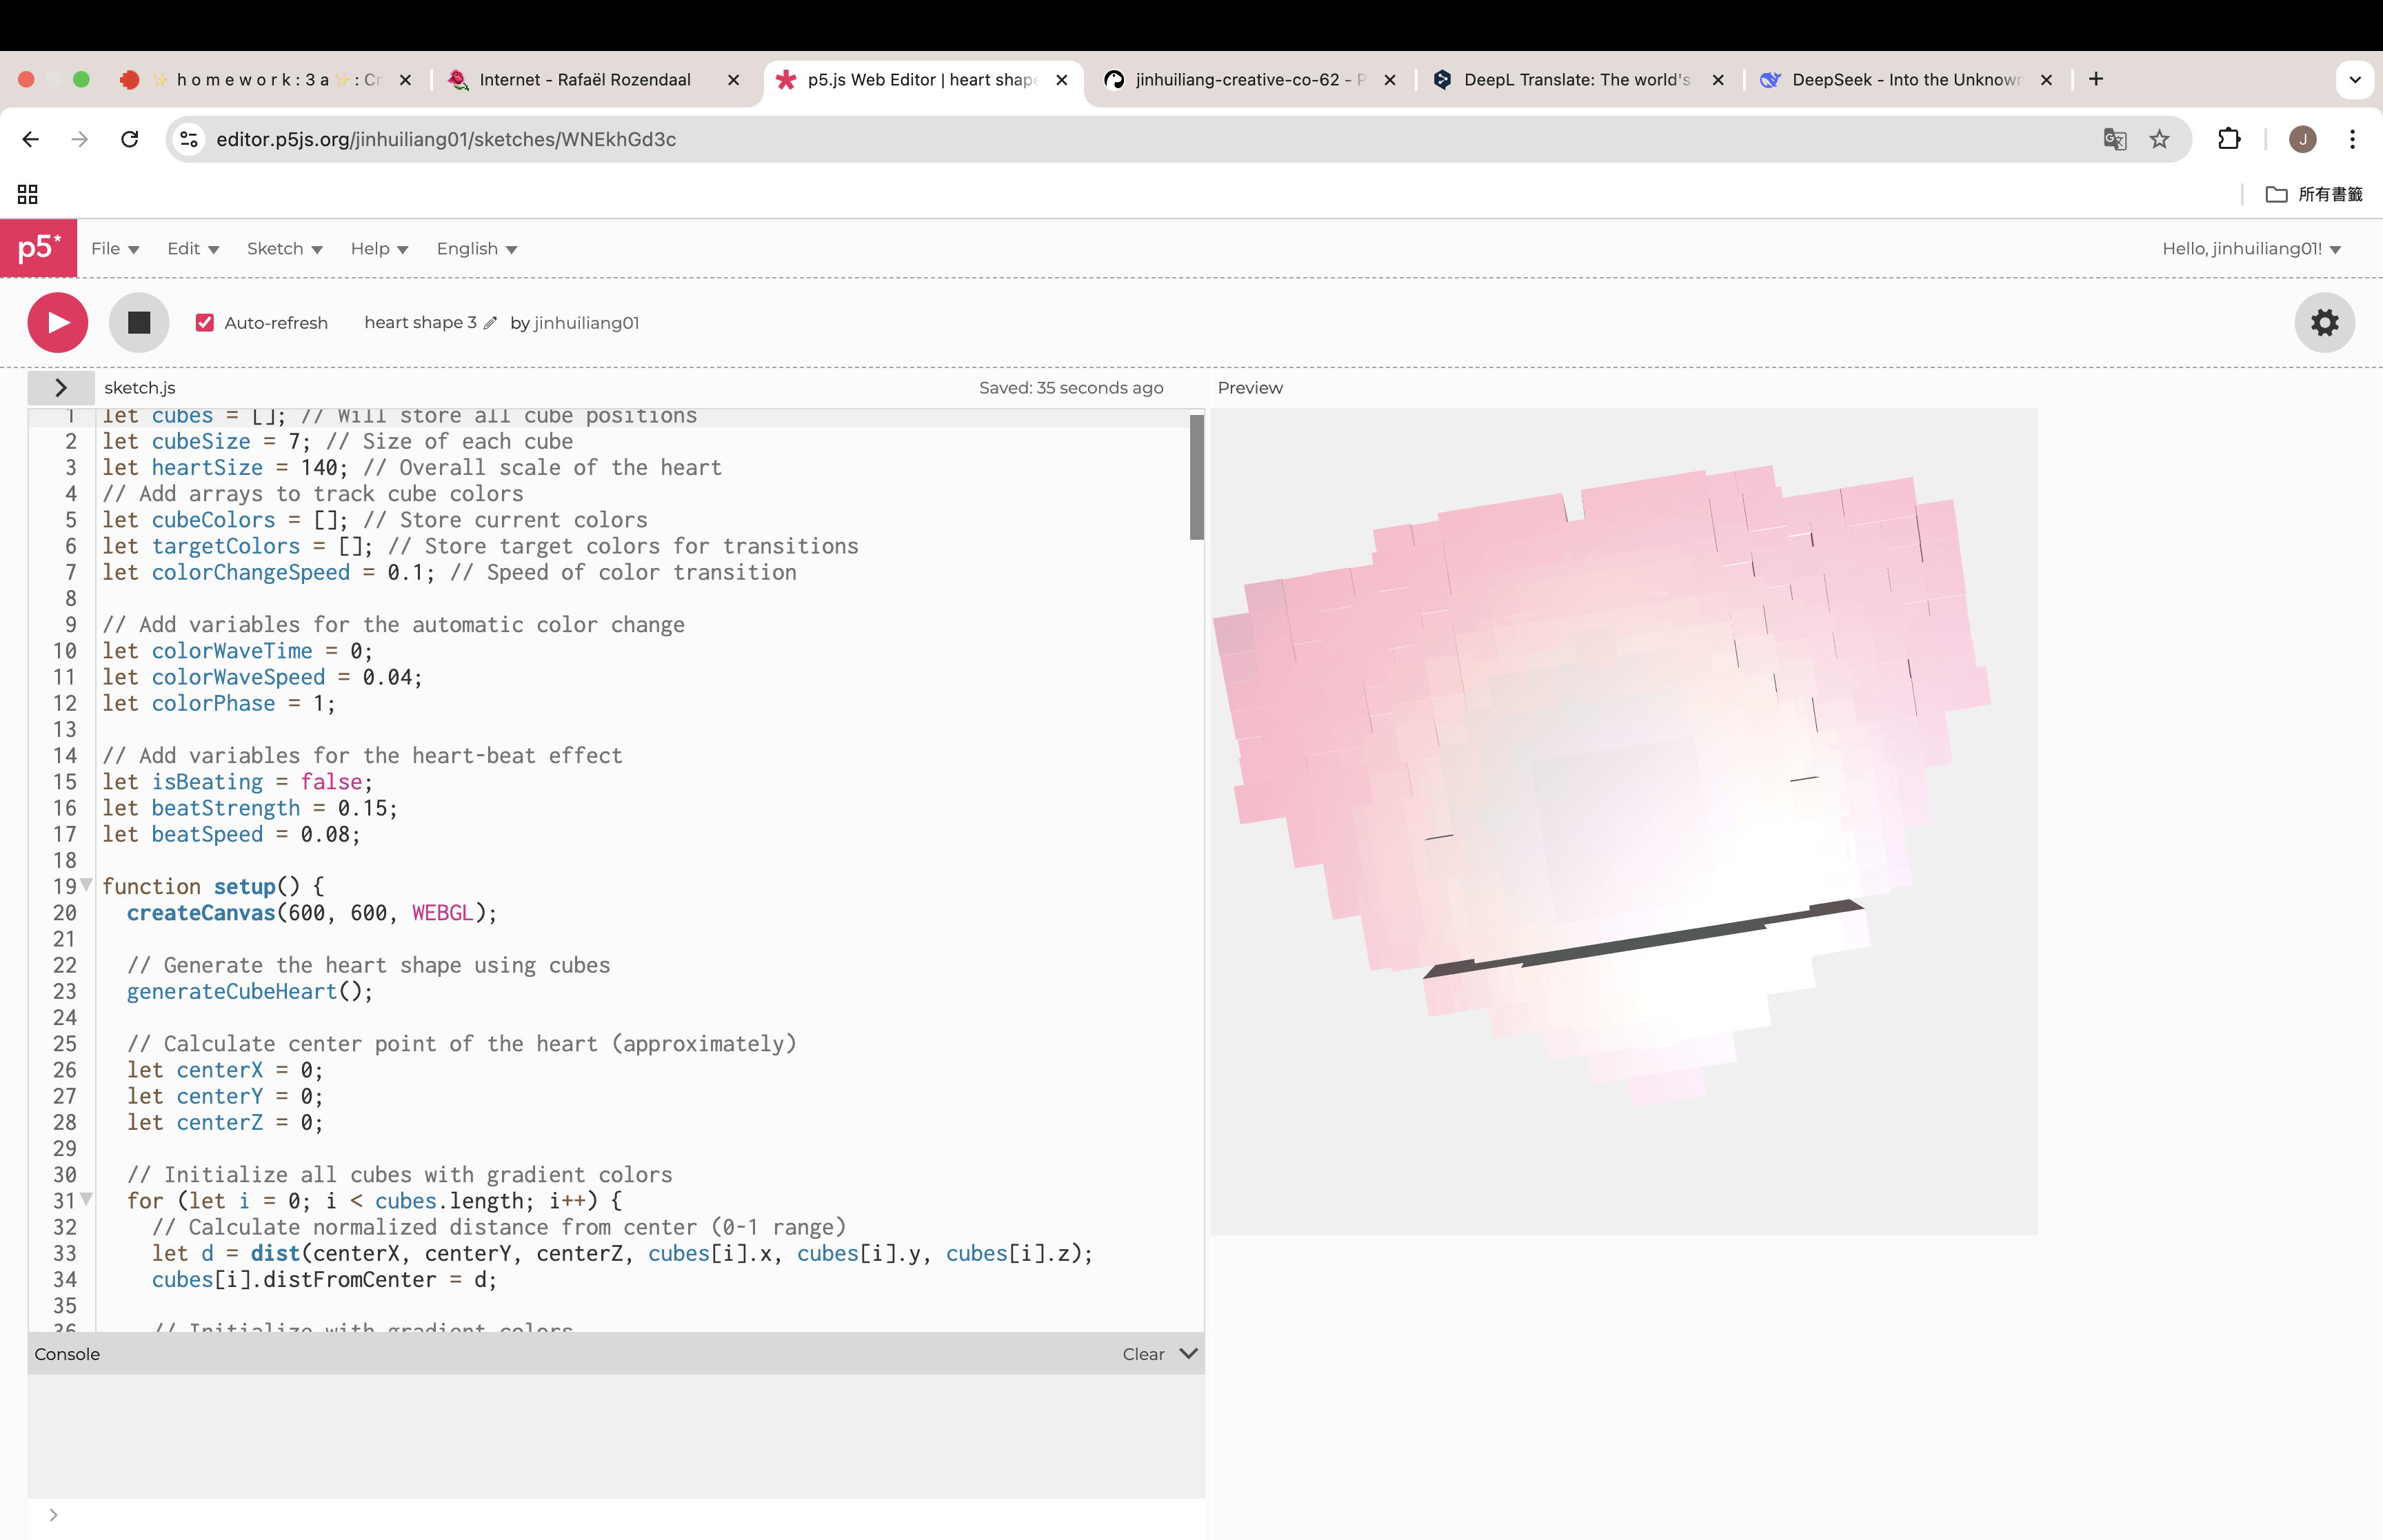 ✨ h o m e w o r k : 3 a ✨ : Cr
Internet - Rafaël Rozendaal
p5.js Web Editor | heart shape
jinhuiliang-creative-co-62 - P
DeepL Translate: The world's
DeepSeek - Into the Unknown
editor.p5js.org/jinhuiliang01/sketches/WNEkhGd3c
J
所有書籤
p5*
File
Edit
Sketch
Help
English
Hello, jinhuiliang01!
Auto-refresh
heart shape 3
by jinhuiliang01
sketch.js
Saved: 35 seconds ago
Preview
1 let cubes = []; // Will store all cube positions
2 let cubeSize = 7; // Size of each cube
3 let heartSize = 140; // Overall scale of the heart
4 // Add arrays to track cube colors
5 let cubeColors = []; // Store current colors
6 let targetColors = []; // Store target colors for transitions
7 let colorChangeSpeed = 0.1; // Speed of color transition
8
9 // Add variables for the automatic color change
10 let colorWaveTime = 0;
11 let colorWaveSpeed = 0.04;
12 let colorPhase = 1;
13
14 // Add variables for the heart-beat effect
15 let isBeating = false;
16 let beatStrength = 0.15;
17 let beatSpeed = 0.08;
18
19 function setup() {
20 createCanvas(600, 600, WEBGL);
21
22 // Generate the heart shape using cubes
23 generateCubeHeart();
24
25 // Calculate center point of the heart (approximately)
26 let centerX = 0;
27 let centerY = 0;
28 let centerZ = 0;
29
30 // Initialize all cubes with gradient colors
31 for (let i = 0; i < cubes.length; i++) {
32 // Calculate normalized distance from center (0-1 range)
33 let d = dist(centerX, centerY, centerZ, cubes[i].x, cubes[i].y, cubes[i].z);
34 cubes[i].distFromCenter = d;
35
36 // Initialize with gradient colors
Console
Clear
>